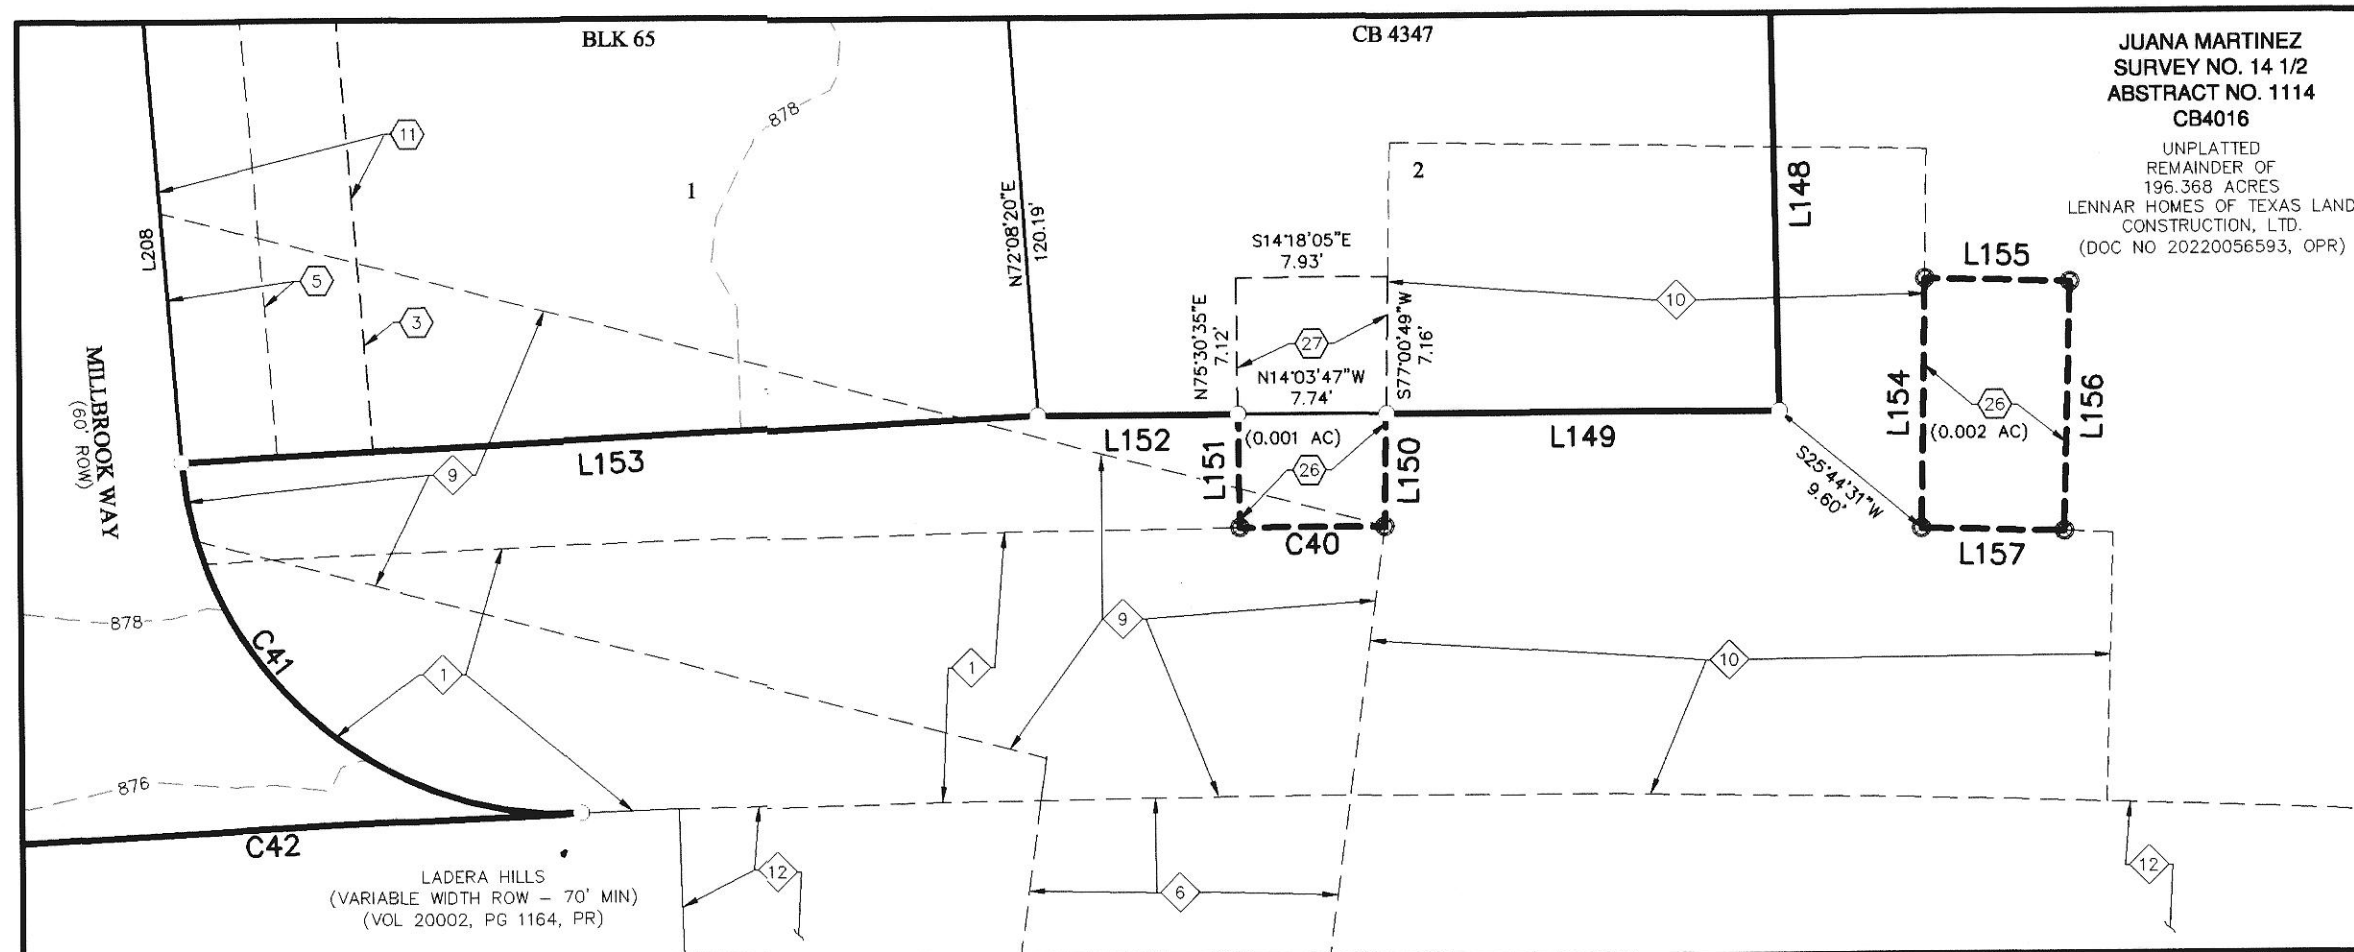 BLK 65
CB 4347
JUANA MARTINEZ
SURVEY NO. 14 1/2
ABSTRACT NO. 1114
CB4016
UNPLATTED
REMAINDER OF
196.368 ACRES
LENNAR HOMES OF TEXAS LAND
CONSTRUCTION, LTD.
(DOC NO 20220056593, OPR)
11
878
1
2
L148
L208
N72°08'20"E
120.19'
S14°18'05"E
7.93'
L155
5
3
10
N75°30'35"E
7.12'
27
S77°00'49"W
7.16'
N14°03'47"W
7.74'
MILLBROOK WAY
(60' ROW)
L154
26
(0.002 AC)
L156
L153
L152
(0.001 AC)
L149
9
L151
26
L150
S25°44'31"W
9.60'
C40
L157
878
C41
9
1
1
10
876
C42
LADERA HILLS
(VARIABLE WIDTH ROW – 70' MIN)
(VOL 20002, PG 1164, PR)
12
6
12